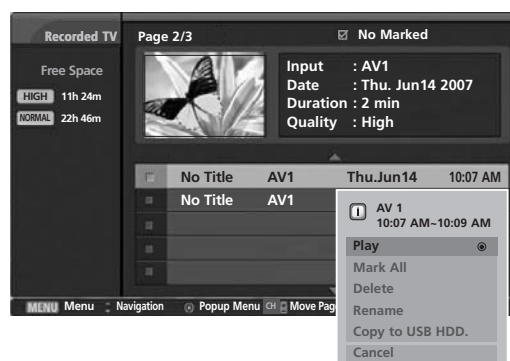 Recorded TV
Page 2/3
No Marked
Free Space
HIGH 11h 24m
NORMAL 22h 46m
Input : AV1
Date : Thu. Jun14 2007
Duration : 2 min
Quality : High
No Title AV1 Thu.Jun14 10:07 AM
No Title AV1
AV 1
10:07 AM~10:09 AM
Play
Mark All
Delete
Rename
Copy to USB HDD.
Cancel
MENU Menu Navigation Popup Menu CH Move Pag